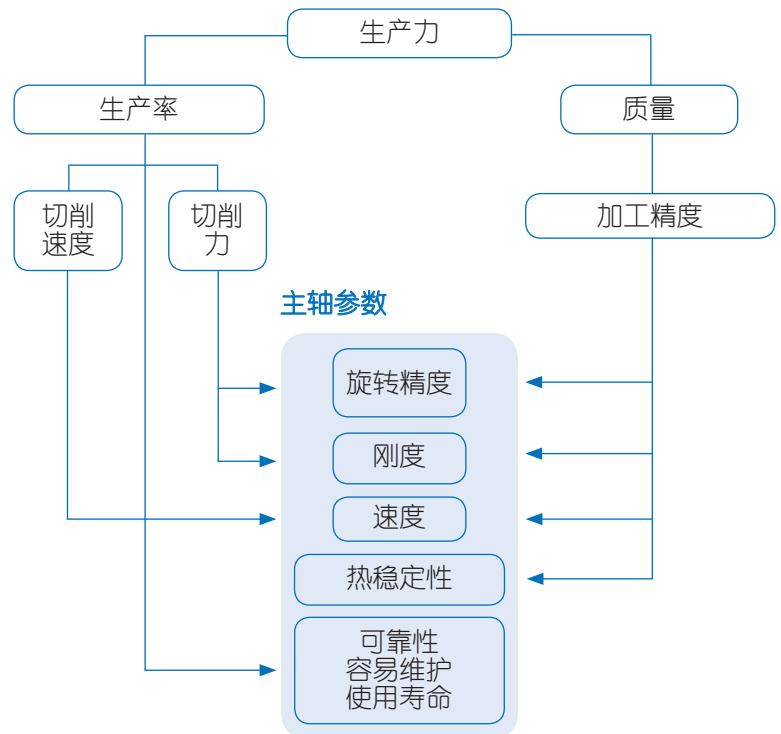 生产力
生产率
质量
切削
速度
切削
力
加工精度
主轴参数
旋转精度
刚度
速度
热稳定性
可靠性
容易维护
使用寿命